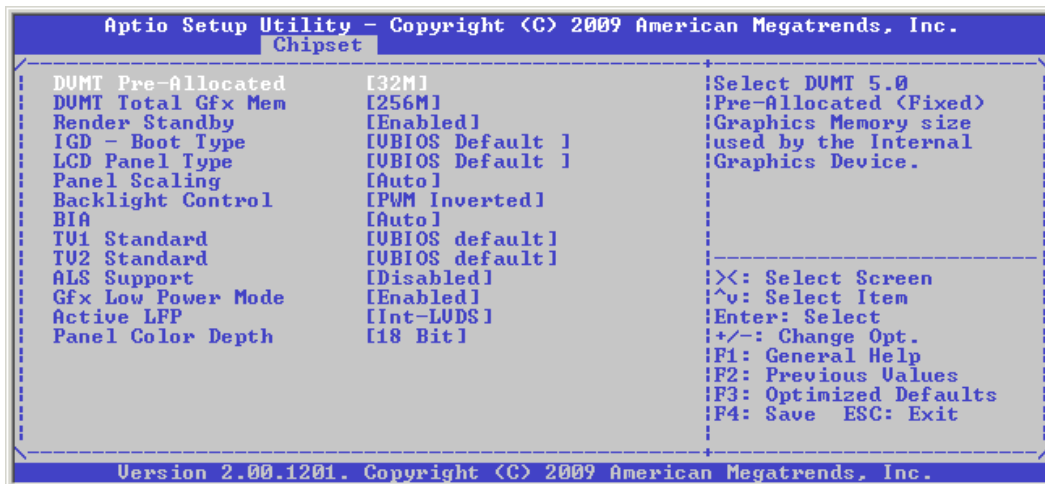 Aptio Setup Utility - Copyright (C) 2009 American Megatrends, Inc.
Chipset
DVMT Pre-Allocated [32M]
DVMT Total Gfx Mem [256M]
Render Standby [Enabled]
IGD - Boot Type [VBIOS Default ]
LCD Panel Type [VBIOS Default ]
Panel Scaling [Auto]
Backlight Control [PWM Inverted]
BIA [Auto]
TV1 Standard [VBIOS default]
TV2 Standard [VBIOS default]
ALS Support [Disabled]
Gfx Low Power Mode [Enabled]
Active LFP [Int-LVDS]
Panel Color Depth [18 Bit]
Select DVMT 5.0
Pre-Allocated (Fixed)
Graphics Memory size
used by the Internal
Graphics Device.
><: Select Screen
^v: Select Item
Enter: Select
+/-: Change Opt.
F1: General Help
F2: Previous Values
F3: Optimized Defaults
F4: Save ESC: Exit
Version 2.00.1201. Copyright (C) 2009 American Megatrends, Inc.